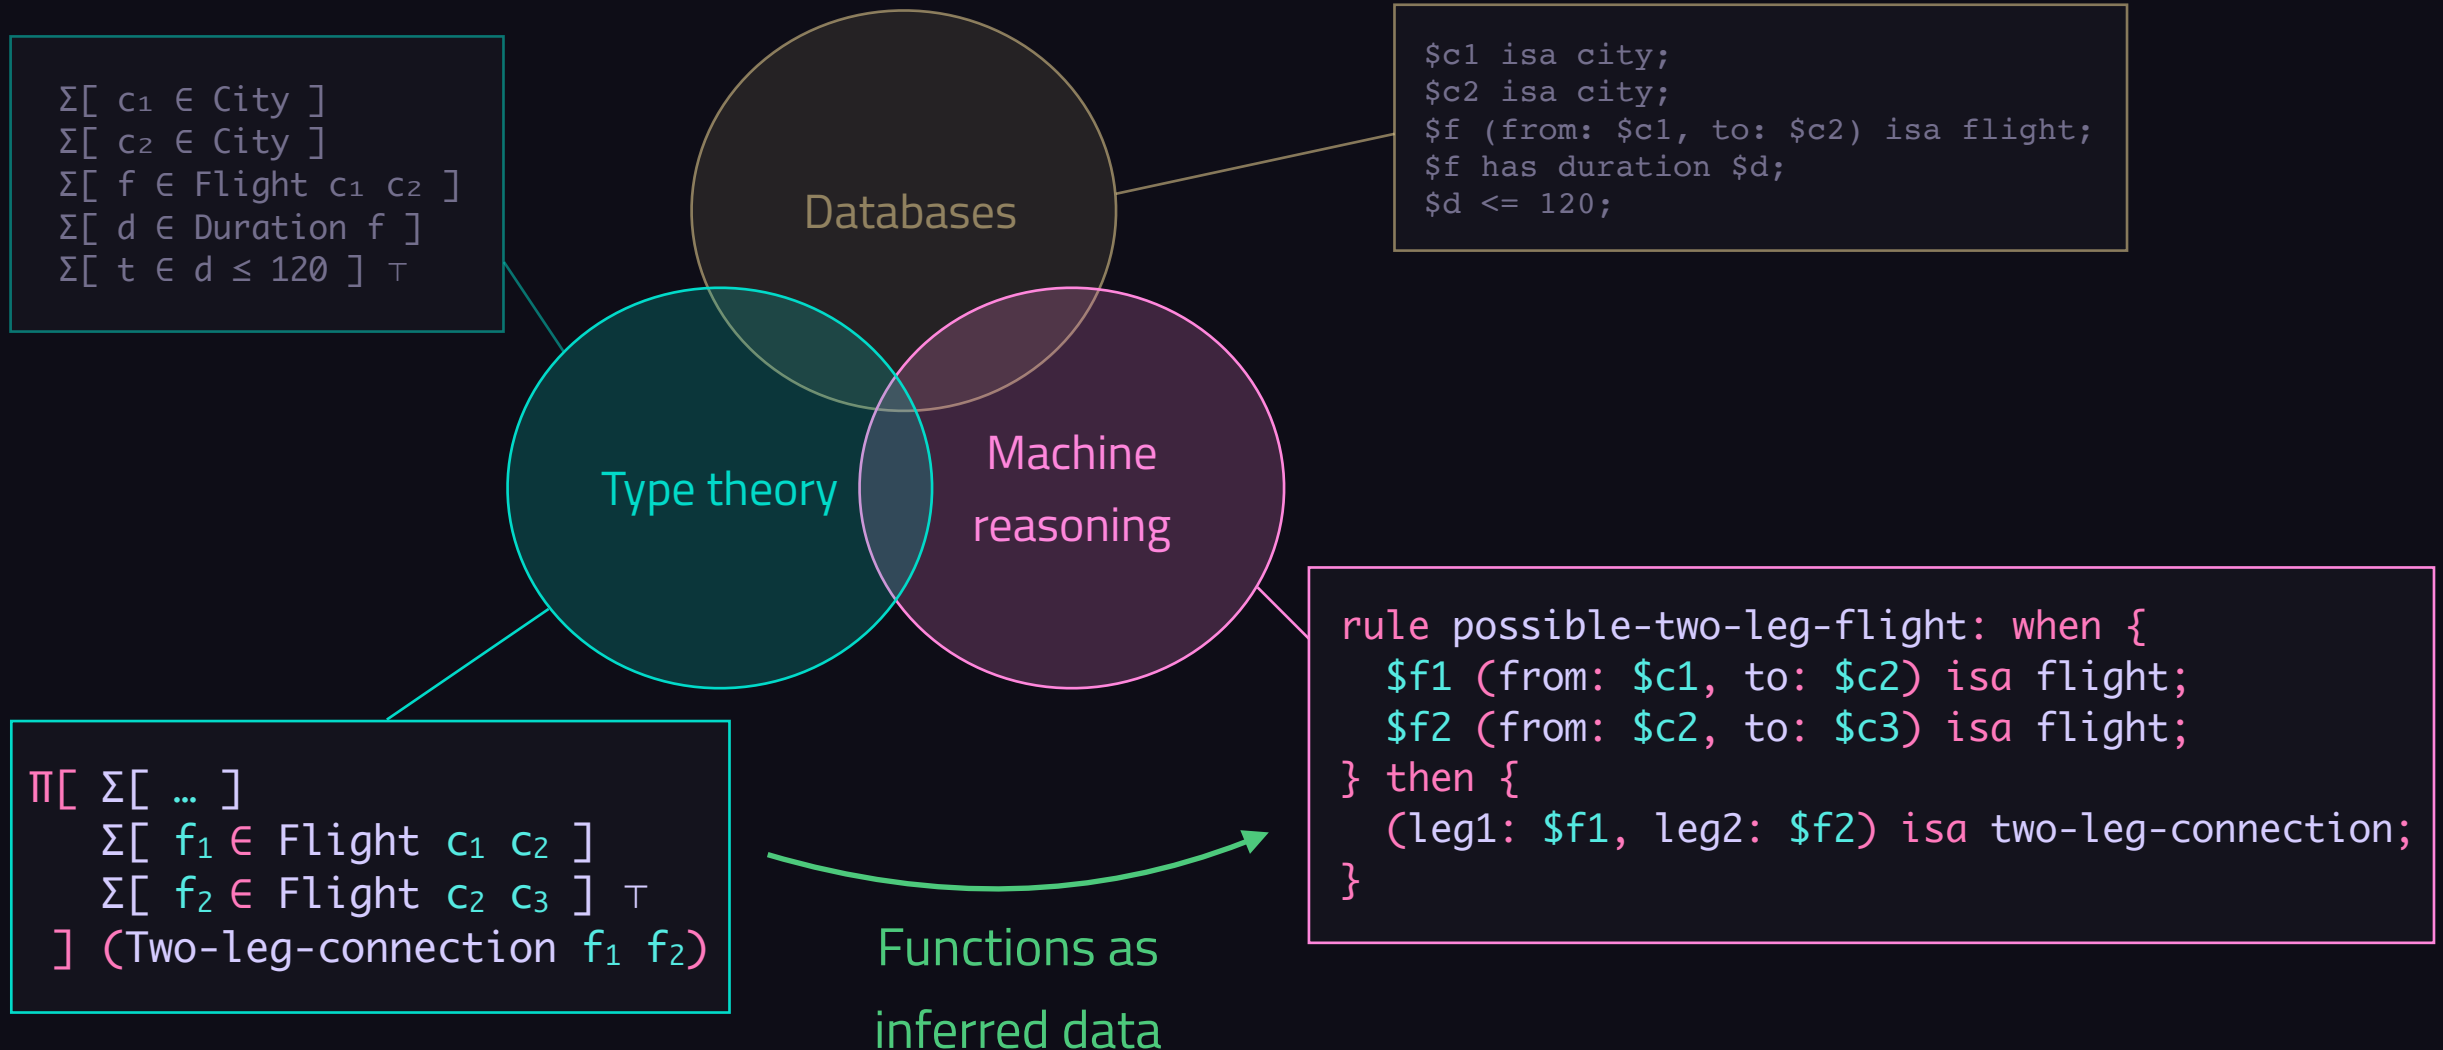 Σ[ c₁ ∈ City ]
Σ[ c₂ ∈ City ]
Σ[ f ∈ Flight c₁ c₂ ]
Σ[ d ∈ Duration f ]
Σ[ t ∈ d ≤ 120 ] ⊤
Databases
$c1 isa city;
$c2 isa city;
$f (from: $c1, to: $c2) isa flight;
$f has duration $d;
$d <= 120;
Type theory
Machine
reasoning
Π[ Σ[ … ]
Σ[ f₁ ∈ Flight c₁ c₂ ]
Σ[ f₂ ∈ Flight c₂ c₃ ] ⊤
] (Two-leg-connection f₁ f₂)
Functions as
inferred data
rule possible-two-leg-flight: when {
$f1 (from: $c1, to: $c2) isa flight;
$f2 (from: $c2, to: $c3) isa flight;
} then {
(leg1: $f1, leg2: $f2) isa two-leg-connection;
}